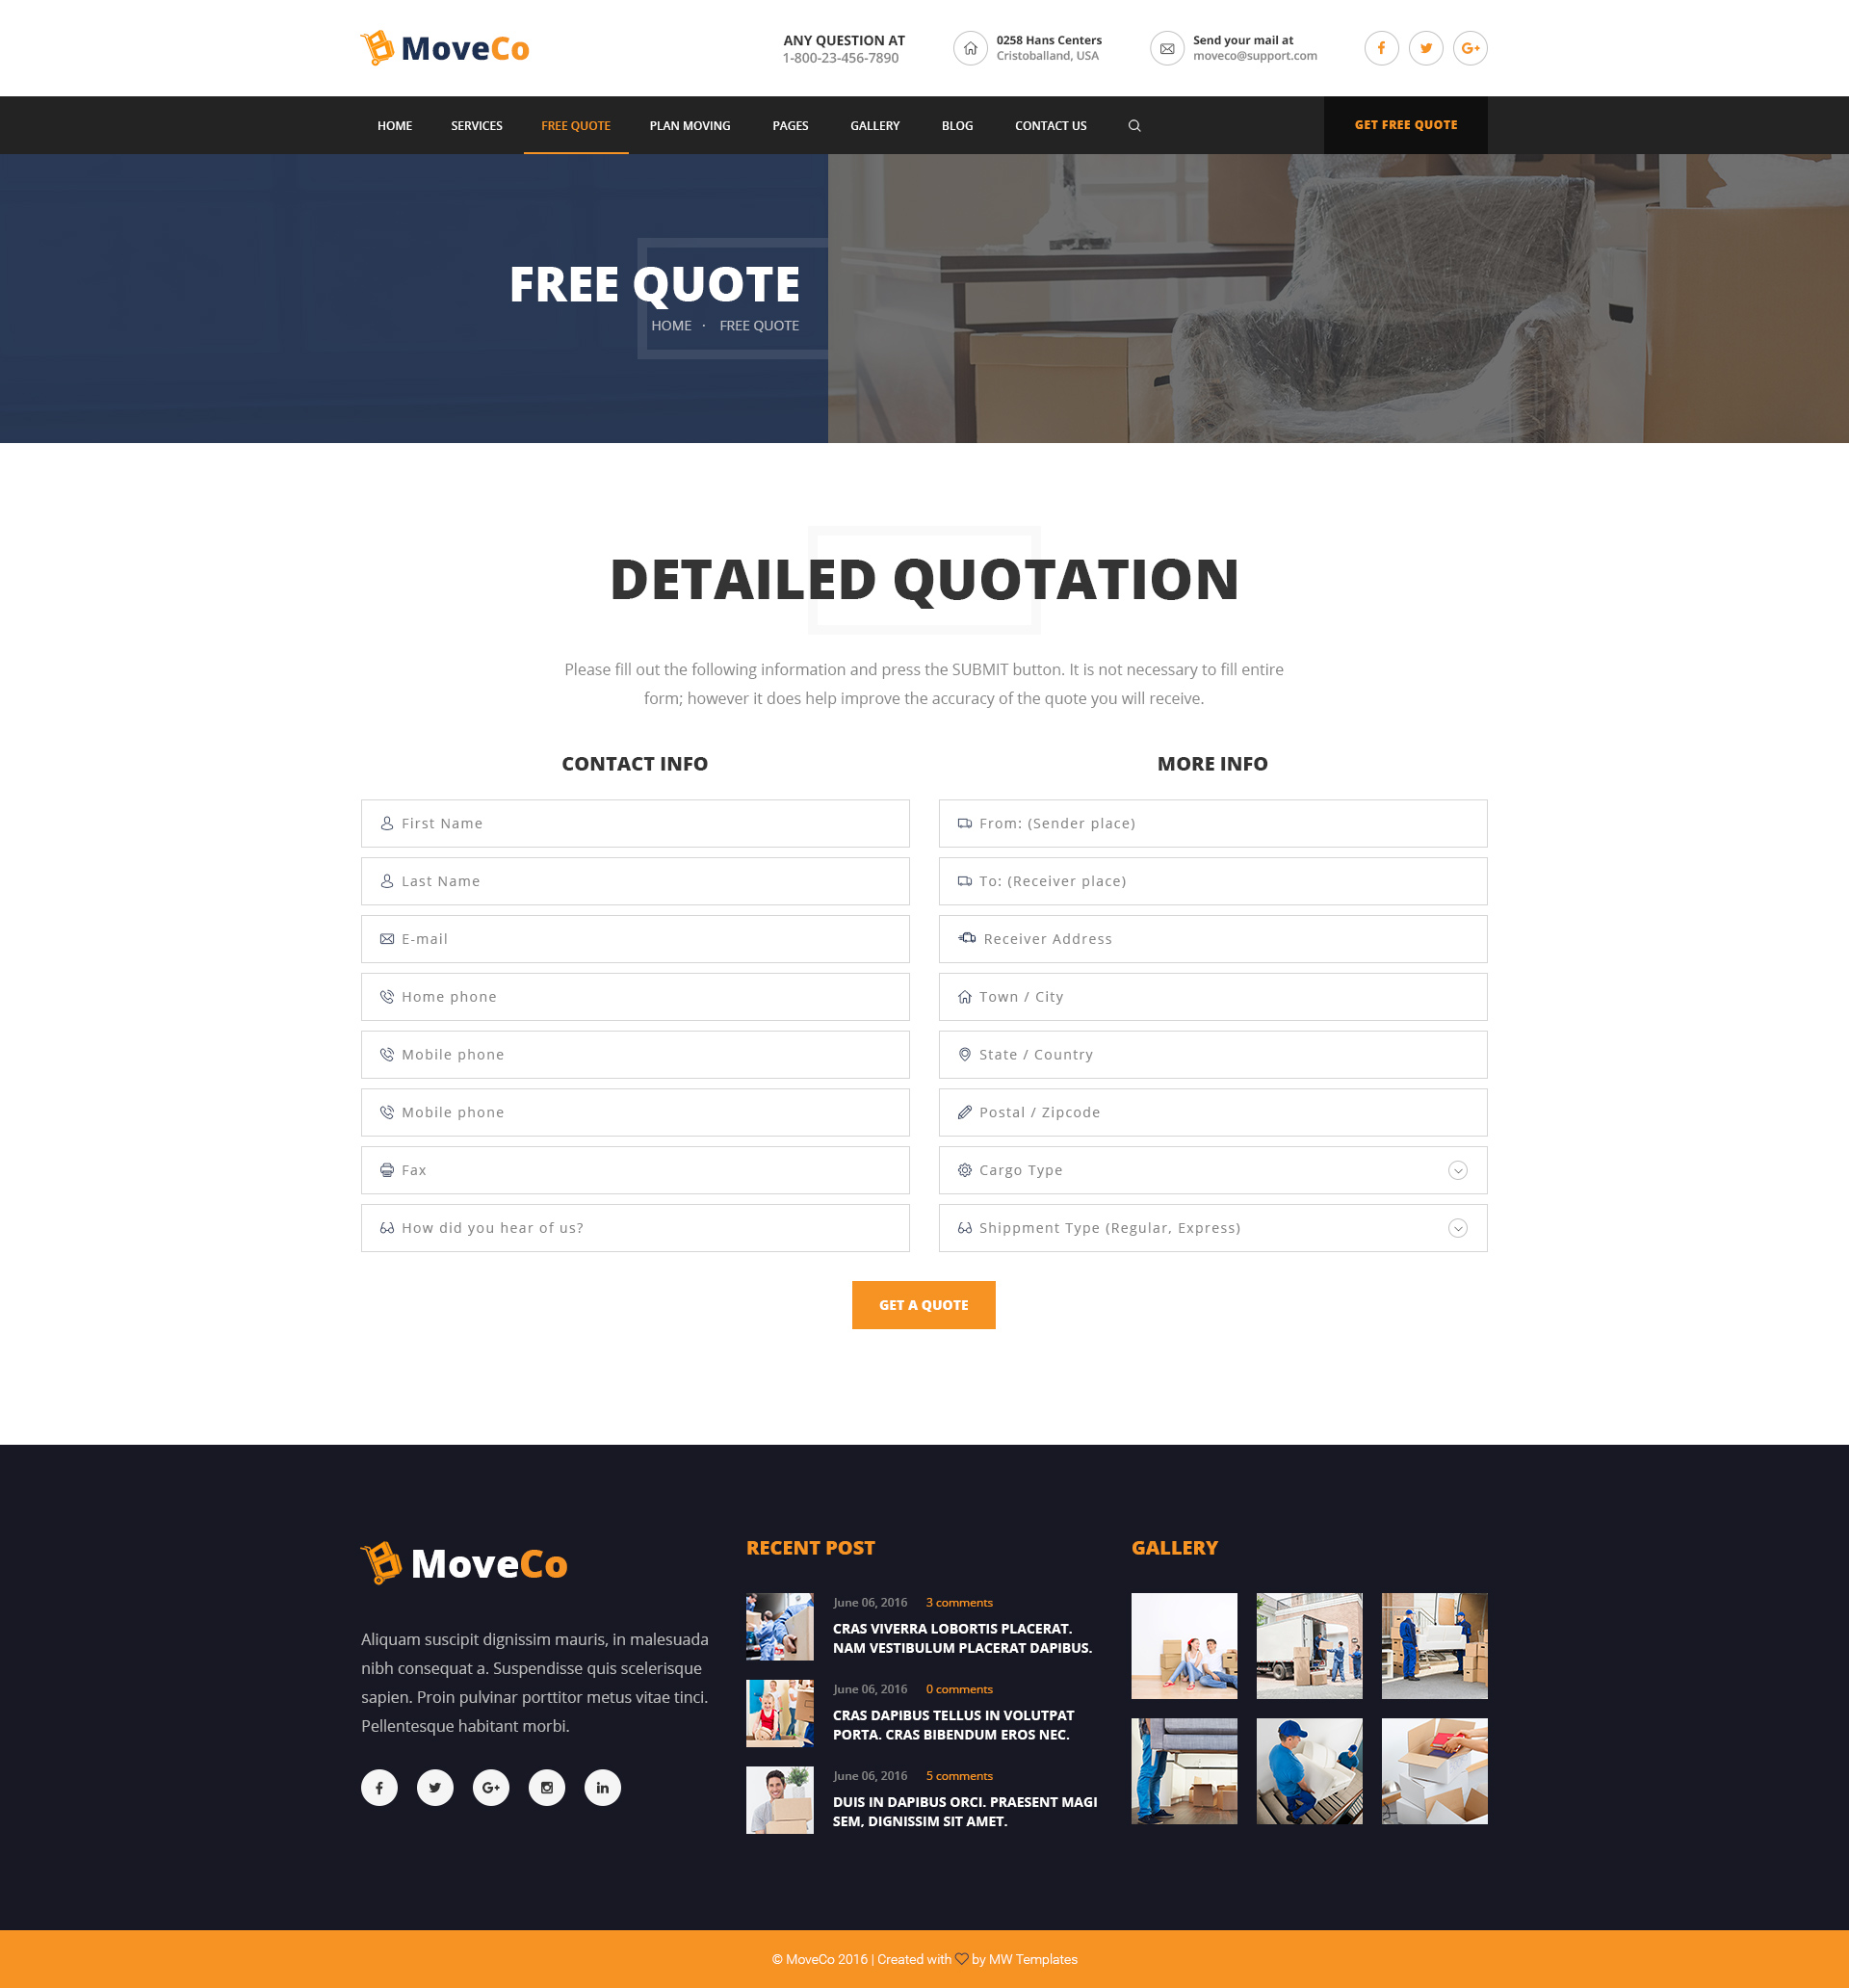 MoveCo
ANY QUESTION AT
1-800-23-456-7890
0258 Hans Centers
Cristoballand, USA
Send your mail at
moveco@support.com
HOME
SERVICES
FREE QUOTE
PLAN MOVING
PAGES
GALLERY
BLOG
CONTACT US
GET FREE QUOTE
FREE QUOTE
HOME · FREE QUOTE
DETAILED QUOTATION
Please fill out the following information and press the SUBMIT button. It is not necessary to fill entire
form; however it does help improve the accuracy of the quote you will receive.
CONTACT INFO
First Name
Last Name
E-mail
Home phone
Mobile phone
Mobile phone
Fax
How did you hear of us?
MORE INFO
From: (Sender place)
To: (Receiver place)
Receiver Address
Town / City
State / Country
Postal / Zipcode
Cargo Type
Shippment Type (Regular, Express)
GET A QUOTE
MoveCo
Aliquam suscipit dignissim mauris, in malesuada
nibh consequat a. Suspendisse quis scelerisque
sapien. Proin pulvinar porttitor metus vitae tinci.
Pellentesque habitant morbi.
RECENT POST
June 06, 2016 3 comments
CRAS VIVERRA LOBORTIS PLACERAT.
NAM VESTIBULUM PLACERAT DAPIBUS.
June 06, 2016 0 comments
CRAS DAPIBUS TELLUS IN VOLUTPAT
PORTA. CRAS BIBENDUM EROS NEC.
June 06, 2016 5 comments
DUIS IN DAPIBUS ORCI. PRAESENT MAGI
SEM, DIGNISSIM SIT AMET.
GALLERY
© MoveCo 2016 | Created with ♡ by MW Templates